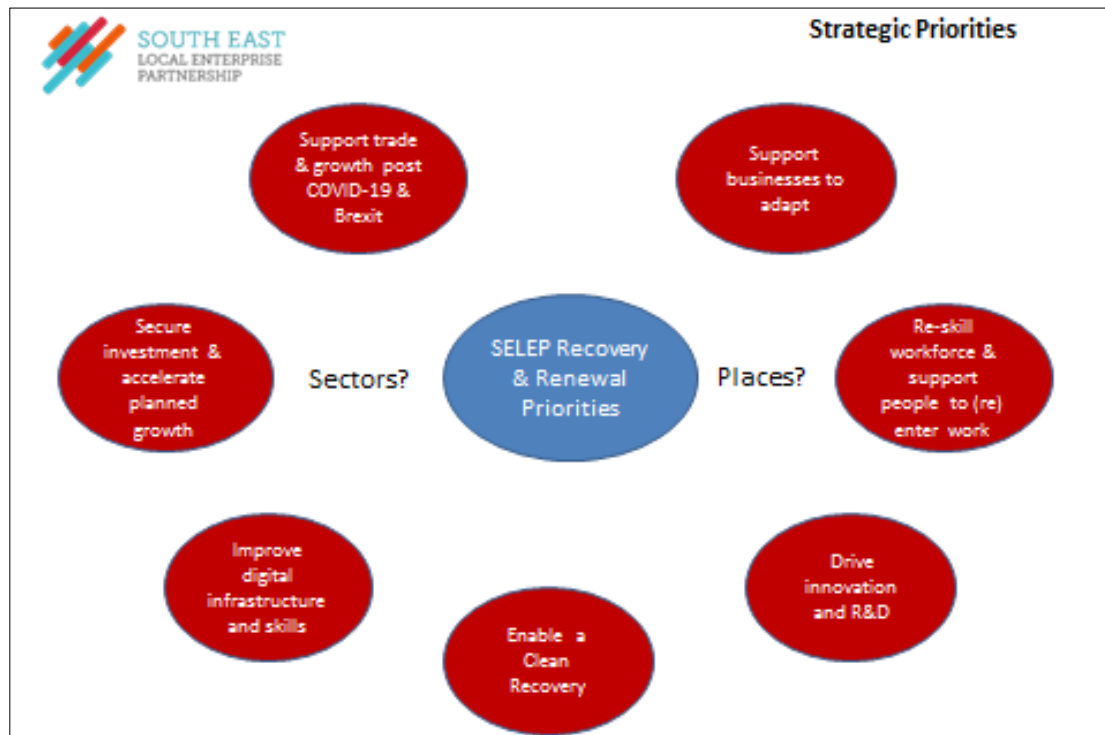 SOUTH EAST
LOCAL ENTERPRISE
PARTNERSHIP
Strategic Priorities
Support trade
& growth post
COVID-19 &
Brexit
Support
businesses to
adapt
Secure
investment &
accelerate
planned
growth
Sectors?
SELEP Recovery
& Renewal
Priorities
Places?
Re-skill
workforce &
support
people to (re)
enter work
Improve
digital
infrastructure
and skills
Enable a
Clean
Recovery
Drive
innovation
and R&D